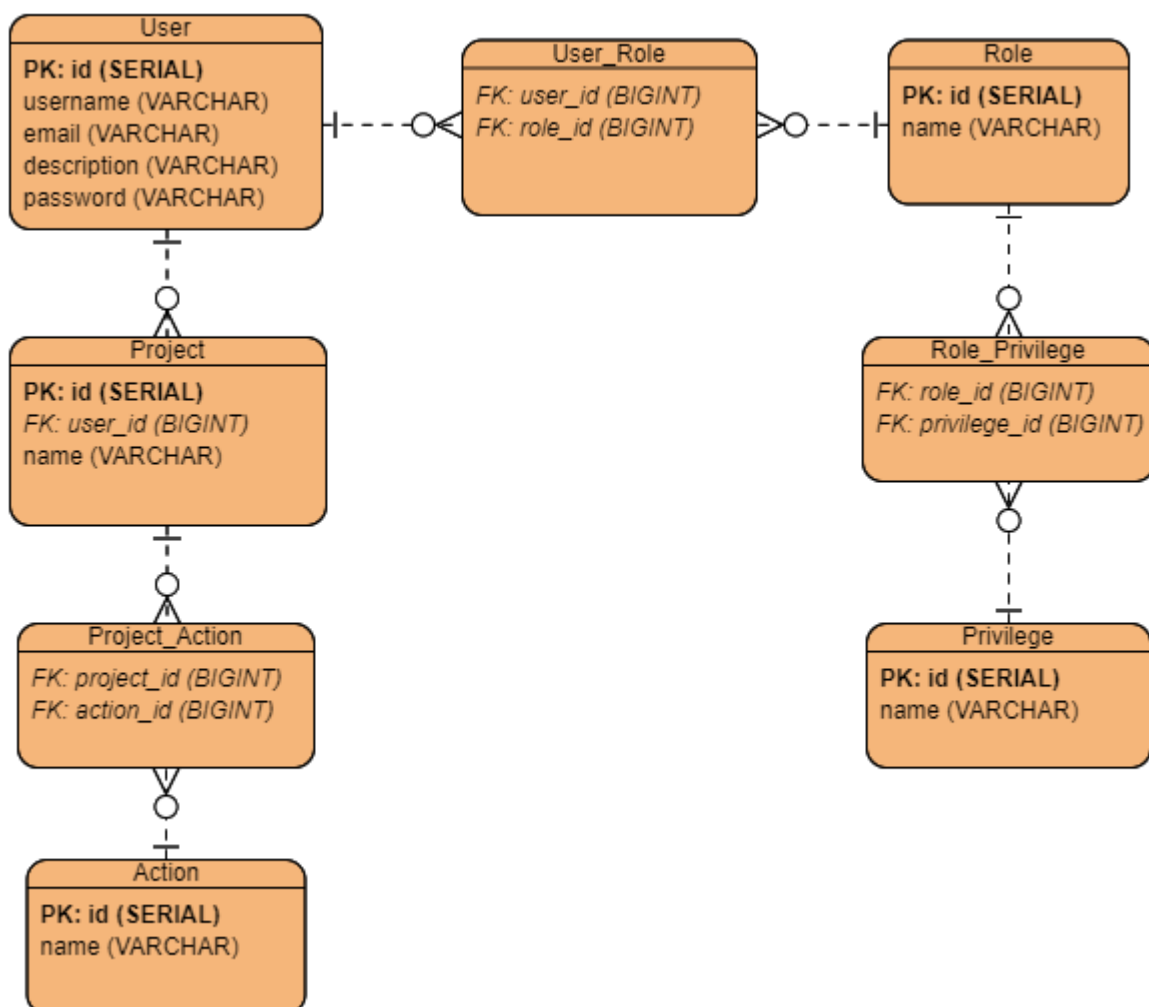 User
PK: id (SERIAL)
username (VARCHAR)
email (VARCHAR)
description (VARCHAR)
password (VARCHAR)
User_Role
FK: user_id (BIGINT)
FK: role_id (BIGINT)
Role
PK: id (SERIAL)
name (VARCHAR)
Project
PK: id (SERIAL)
FK: user_id (BIGINT)
name (VARCHAR)
Role_Privilege
FK: role_id (BIGINT)
FK: privilege_id (BIGINT)
Project_Action
FK: project_id (BIGINT)
FK: action_id (BIGINT)
Privilege
PK: id (SERIAL)
name (VARCHAR)
Action
PK: id (SERIAL)
name (VARCHAR)